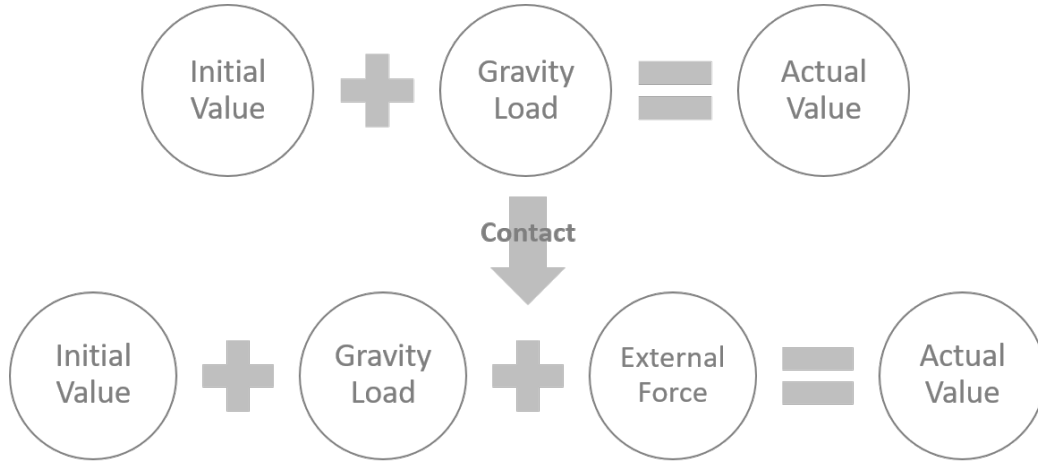 Initial
Value
Gravity
Load
Actual
Value
Contact
Initial
Value
Gravity
Load
External
Force
Actual
Value